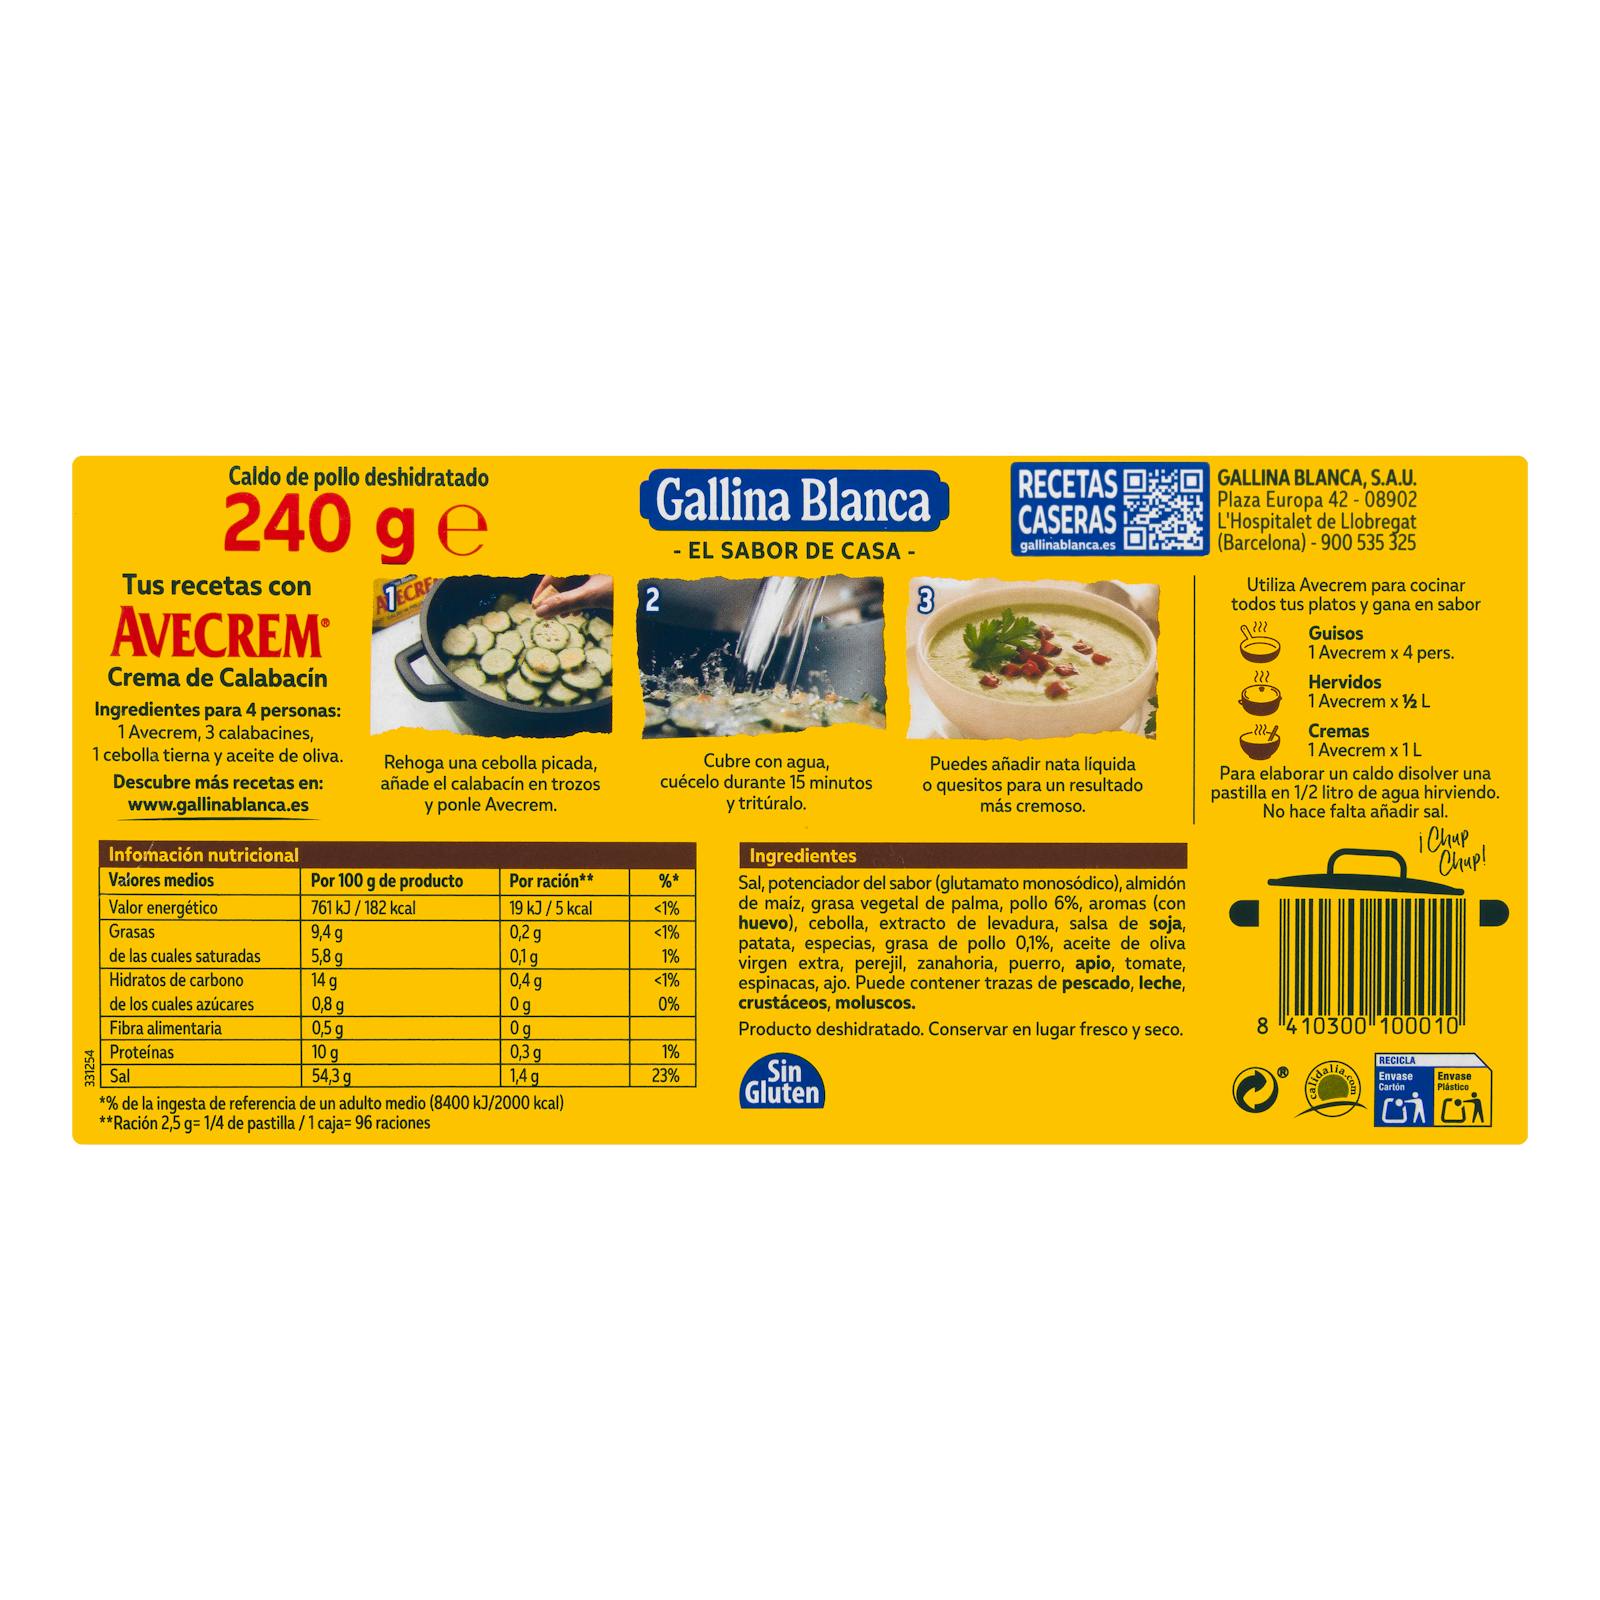 Caldo de pollo deshidratado
240 g ℮
Gallina Blanca
- EL SABOR DE CASA -
RECETAS
CASERAS
gallinablanca.es
GALLINA BLANCA, S.A.U.
Plaza Europa 42 - 08902
L'Hospitalet de Llobregat
(Barcelona) - 900 535 325
Tus recetas con
AVECREM®
Crema de Calabacín
Ingredientes para 4 personas:
1 Avecrem, 3 calabacines,
1 cebolla tierna y aceite de oliva.
Descubre más recetas en:
www.gallinablanca.es
1
Rehoga una cebolla picada,
añade el calabacín en trozos
y ponle Avecrem.
2
Cubre con agua,
cuécelo durante 15 minutos
y tritúralo.
3
Puedes añadir nata líquida
o quesitos para un resultado
más cremoso.
Utiliza Avecrem para cocinar
todos tus platos y gana en sabor
Guisos
1 Avecrem x 4 pers.
Hervidos
1 Avecrem x ½ L
Cremas
1 Avecrem x 1 L
Para elaborar un caldo disolver una
pastilla en 1/2 litro de agua hirviendo.
No hace falta añadir sal.
¡Chup
Chup!
Infomación nutricional
Valores medios Por 100 g de producto Por ración** %*
Valor energético 761 kJ / 182 kcal 19 kJ / 5 kcal <1%
Grasas 9,4 g 0,2 g <1%
de las cuales saturadas 5,8 g 0,1 g 1%
Hidratos de carbono 14 g 0,4 g <1%
de los cuales azúcares 0,8 g 0 g 0%
Fibra alimentaria 0,5 g 0 g
Proteínas 10 g 0,3 g 1%
Sal 54,3 g 1,4 g 23%
*% de la ingesta de referencia de un adulto medio (8400 kJ/2000 kcal)
**Ración 2,5 g= 1/4 de pastilla / 1 caja= 96 raciones
331254
Ingredientes
Sal, potenciador del sabor (glutamato monosódico), almidón
de maíz, grasa vegetal de palma, pollo 6%, aromas (con
huevo), cebolla, extracto de levadura, salsa de soja,
patata, especias, grasa de pollo 0,1%, aceite de oliva
virgen extra, perejil, zanahoria, puerro, apio, tomate,
espinacas, ajo. Puede contener trazas de pescado, leche,
crustáceos, moluscos.
Producto deshidratado. Conservar en lugar fresco y seco.
Sin
Gluten
8 410300 100010
®
calidalia.com
RECICLA
Envase
Cartón
Envase
Plástico